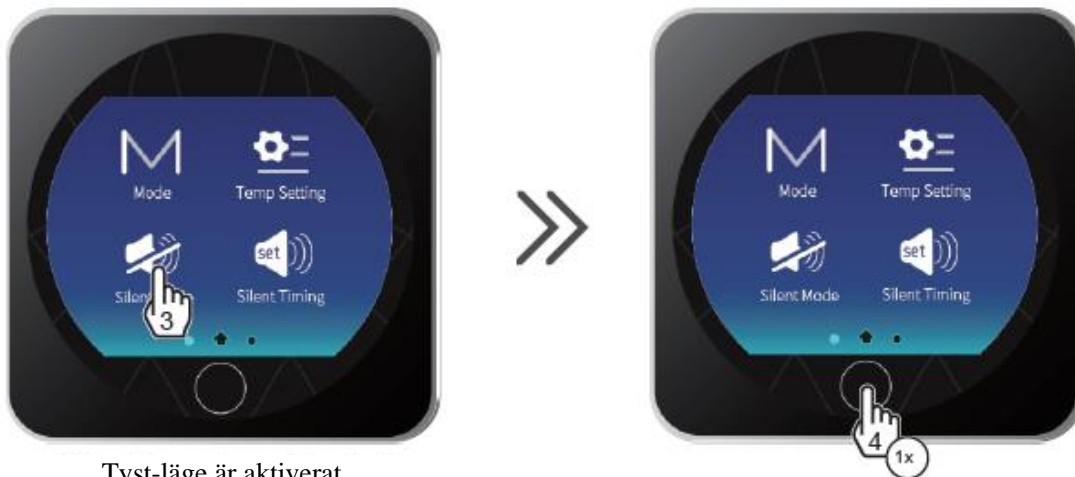 Mode Temp Setting
set
Silent Timing
3
Tyst-läge är aktiverat
Mode Temp Setting
set
Silent Mode Silent Timing
4
1x